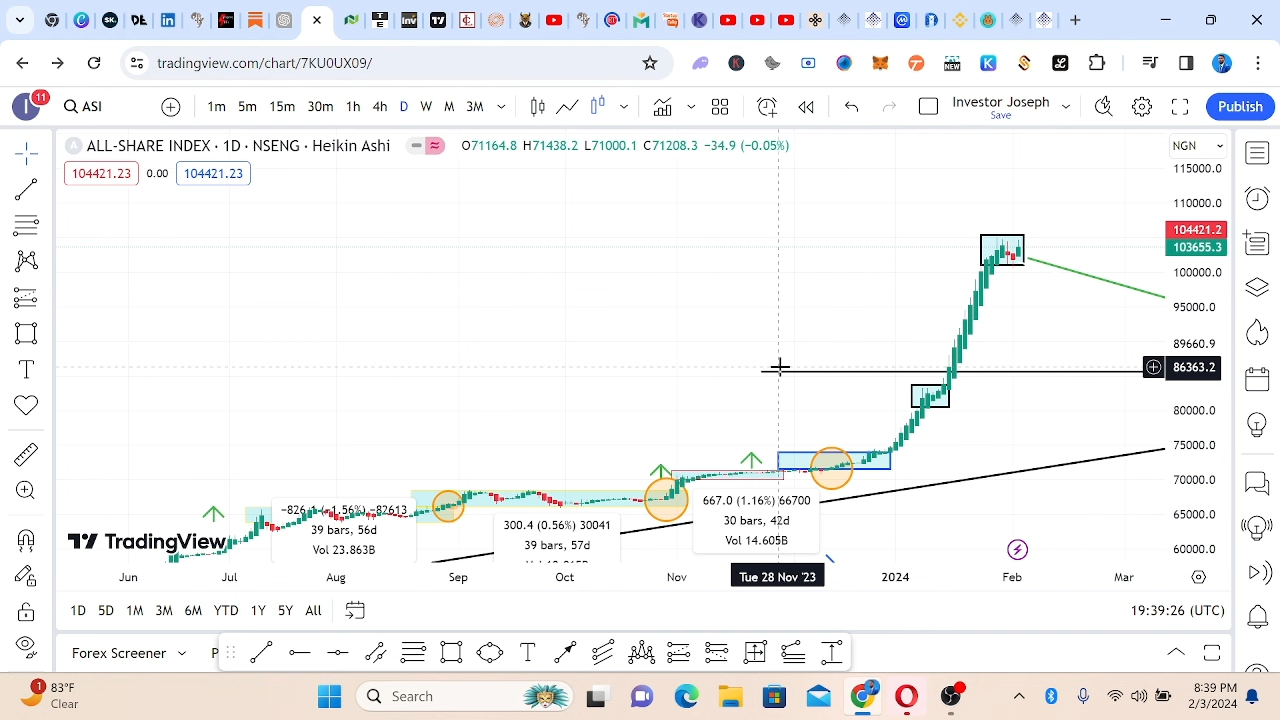 tradingview.com/chart/7KU0UX09/
I 11 ASI 1m 5m 15m 30m 1h 4h D W M 3M Investor Joseph Save Publish
ALL-SHARE INDEX · 1D · NSENG · Heikin Ashi O71164.8 H71438.2 L71000.1 C71208.3 −34.9 (−0.05%) NGN
104421.23 0.00 104421.23
115000.0
110000.0
104421.2
103655.3
100000.0
95000.0
89660.9
86363.2
80000.0
75000.0
70000.0
65000.0
60000.0
39 bars, 56d
Vol 23.863B
300.4 (0.56%) 30041
39 bars, 57d
667.0 (1.16%) 66700
30 bars, 42d
Vol 14.605B
TradingView
Jun Jul Aug Sep Oct Nov Tue 28 Nov '23 2024 Feb Mar
1D 5D 1M 3M 6M YTD 1Y 5Y All 19:39:26 (UTC)
Forex Screener
1 83°F
Clear
Search
8:39 PM
2/3/2024